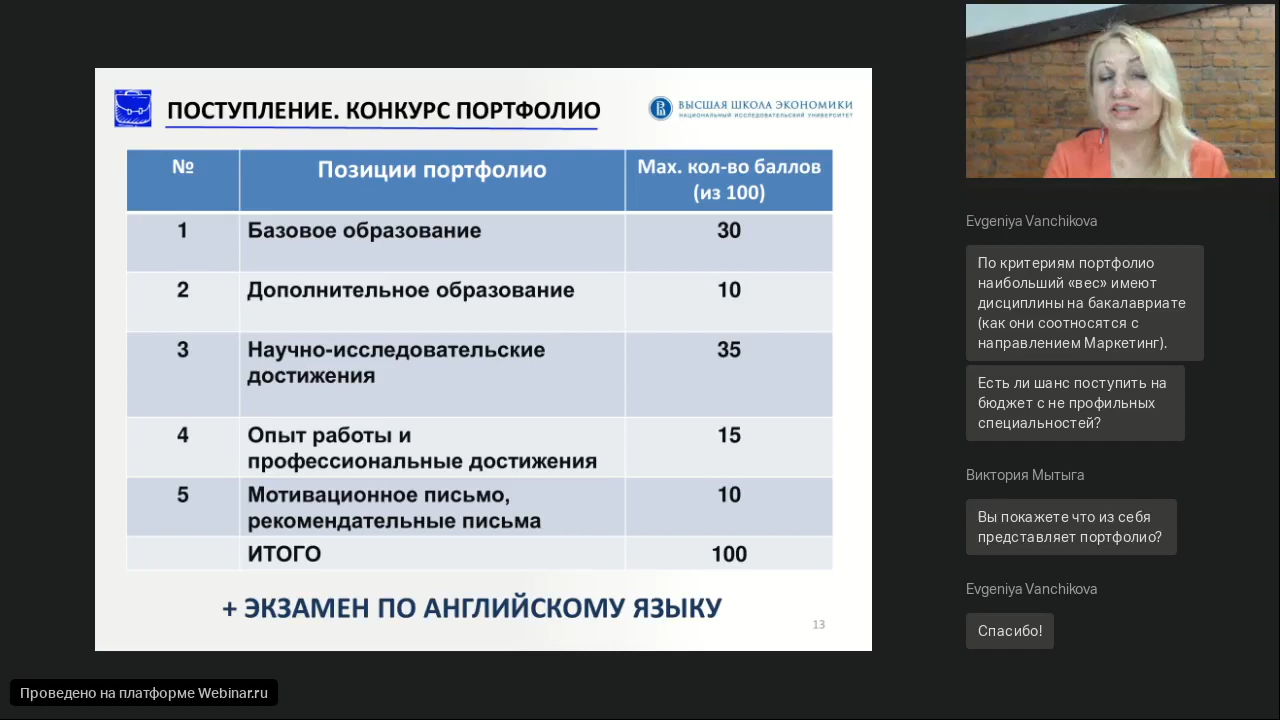 ПОСТУПЛЕНИЕ. КОНКУРС ПОРТФОЛИО
ВЫСШАЯ ШКОЛА ЭКОНОМИКИ
НАЦИОНАЛЬНЫЙ ИССЛЕДОВАТЕЛЬСКИЙ УНИВЕРСИТЕТ
№ Позиции портфолио Мах. кол-во баллов
(из 100)
1 Базовое образование 30
2 Дополнительное образование 10
3 Научно-исследовательские 35
достижения
4 Опыт работы и 15
профессиональные достижения
5 Мотивационное письмо, 10
рекомендательные письма
ИТОГО 100
+ ЭКЗАМЕН ПО АНГЛИЙСКОМУ ЯЗЫКУ
13
Evgeniya Vanchikova
По критериям портфолио
наибольший «вес» имеют
дисциплины на бакалавриате
(как они соотносятся с
направлением Маркетинг).
Есть ли шанс поступить на
бюджет с не профильных
специальностей?
Виктория Мытыга
Вы покажете что из себя
представляет портфолио?
Evgeniya Vanchikova
Спасибо!
Проведено на платформе Webinar.ru